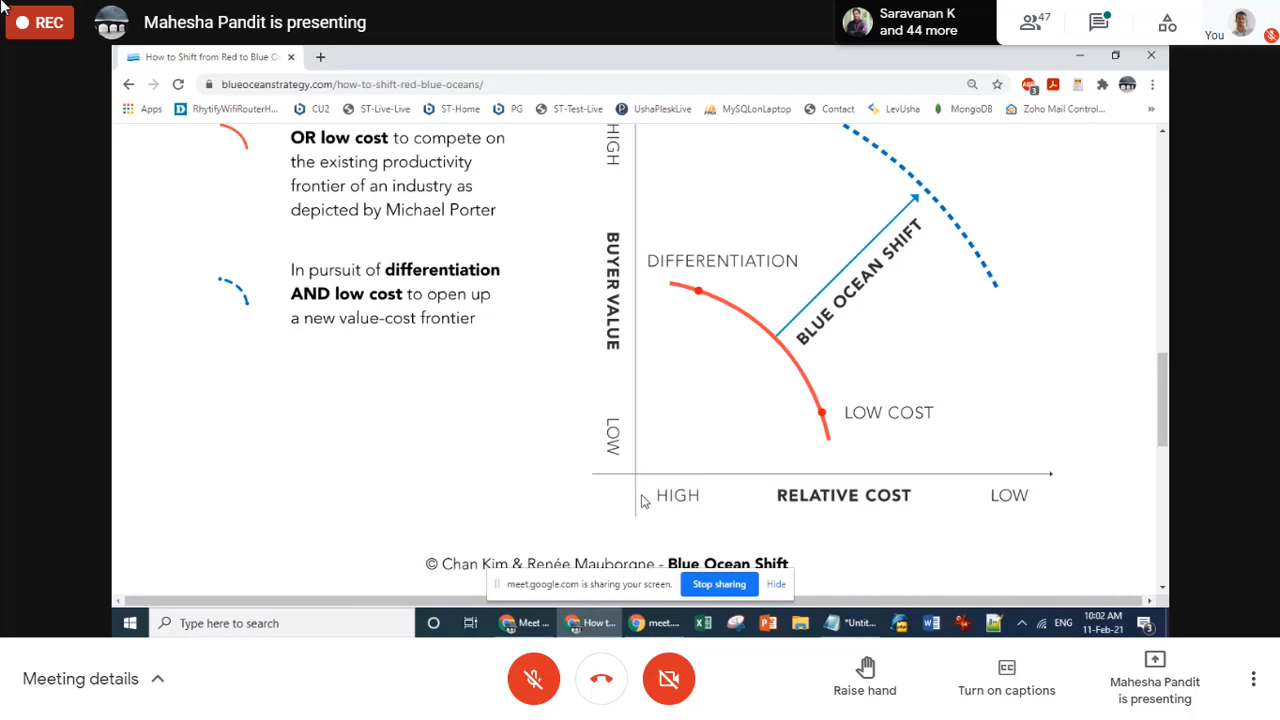 REC
Mahesha Pandit is presenting
Saravanan K
and 44 more
47
You
How to Shift from Red to Blue O
blueoceanstrategy.com/how-to-shift-red-blue-oceans/
Apps
RhytifyWifiRouterH...
CU2
ST-Live-Live
ST-Home
PG
ST-Test-Live
UshaPleskLive
MySQLonLaptop
Contact
LevUsha
MongoDB
Zoho Mail Control...
»
OR low cost to compete on
the existing productivity
frontier of an industry as
depicted by Michael Porter
In pursuit of differentiation
AND low cost to open up
a new value-cost frontier
HIGH
BUYER VALUE
LOW
DIFFERENTIATION
BLUE OCEAN SHIFT
LOW COST
HIGH
RELATIVE COST
LOW
© Chan Kim & Renée Mauborgne - Blue Ocean Shift
meet.google.com is sharing your screen.
Stop sharing
Hide
Type here to search
Meet ...
How t...
meet....
*Untit...
ENG
10:02 AM
11-Feb-21
3
Meeting details
Raise hand
Turn on captions
Mahesha Pandit
is presenting